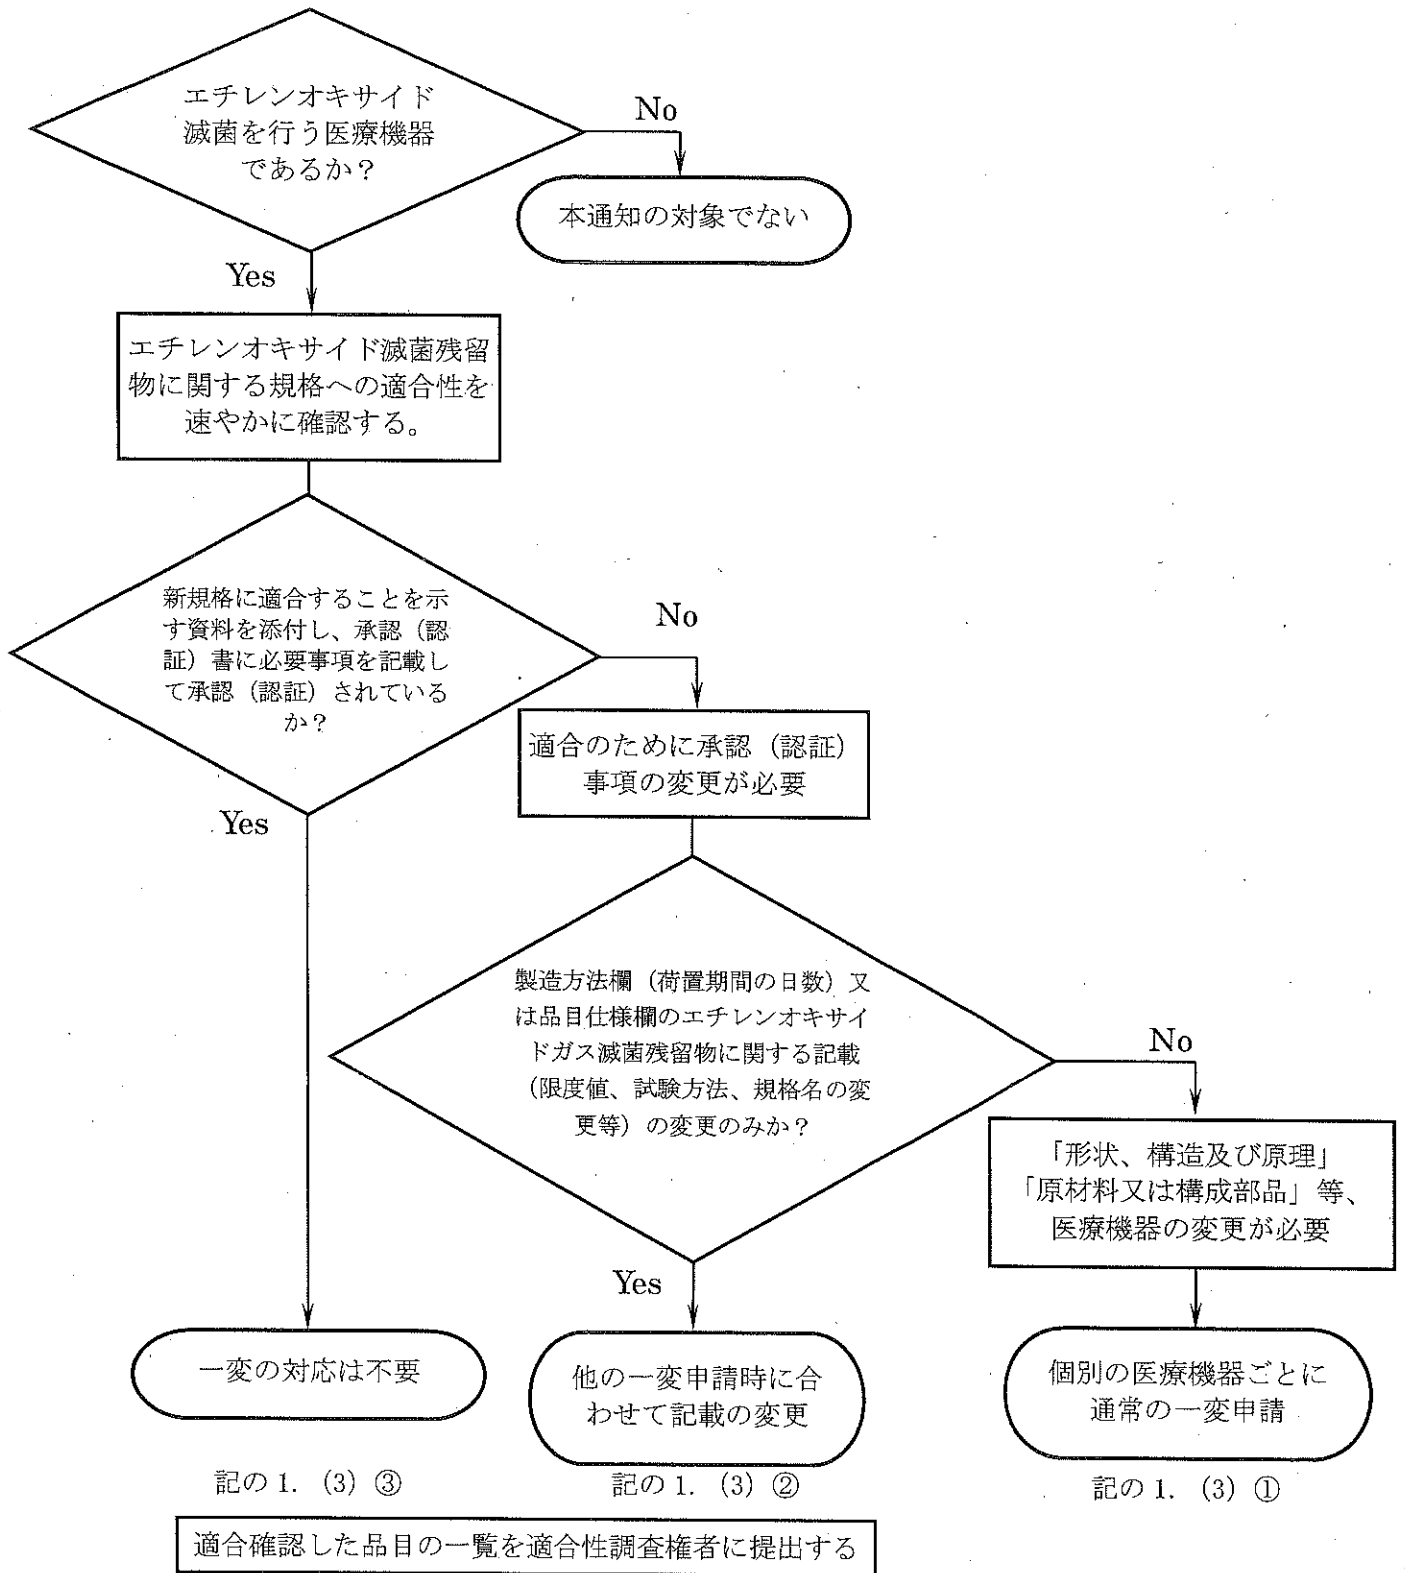 エチレンオキサイド
滅菌を行う医療機器
であるか？
No
本通知の対象でない
Yes
エチレンオキサイド滅菌残留
物に関する規格への適合性を
速やかに確認する。
新規格に適合することを示
す資料を添付し、承認（認
証）書に必要事項を記載し
て承認（認証）されている
か？
No
適合のために承認（認証）
事項の変更が必要
Yes
製造方法欄（荷置期間の日数）又
は品目仕様欄のエチレンオキサイ
ドガス滅菌残留物に関する記載
（限度値、試験方法、規格名の変
更等）の変更のみか？
No
「形状、構造及び原理」
「原材料又は構成部品」等、
医療機器の変更が必要
Yes
一変の対応は不要
他の一変申請時に合
わせて記載の変更
個別の医療機器ごとに
通常の一変申請
記の 1. (3) ③
記の 1. (3) ②
記の 1. (3) ①
適合確認した品目の一覧を適合性調査権者に提出する